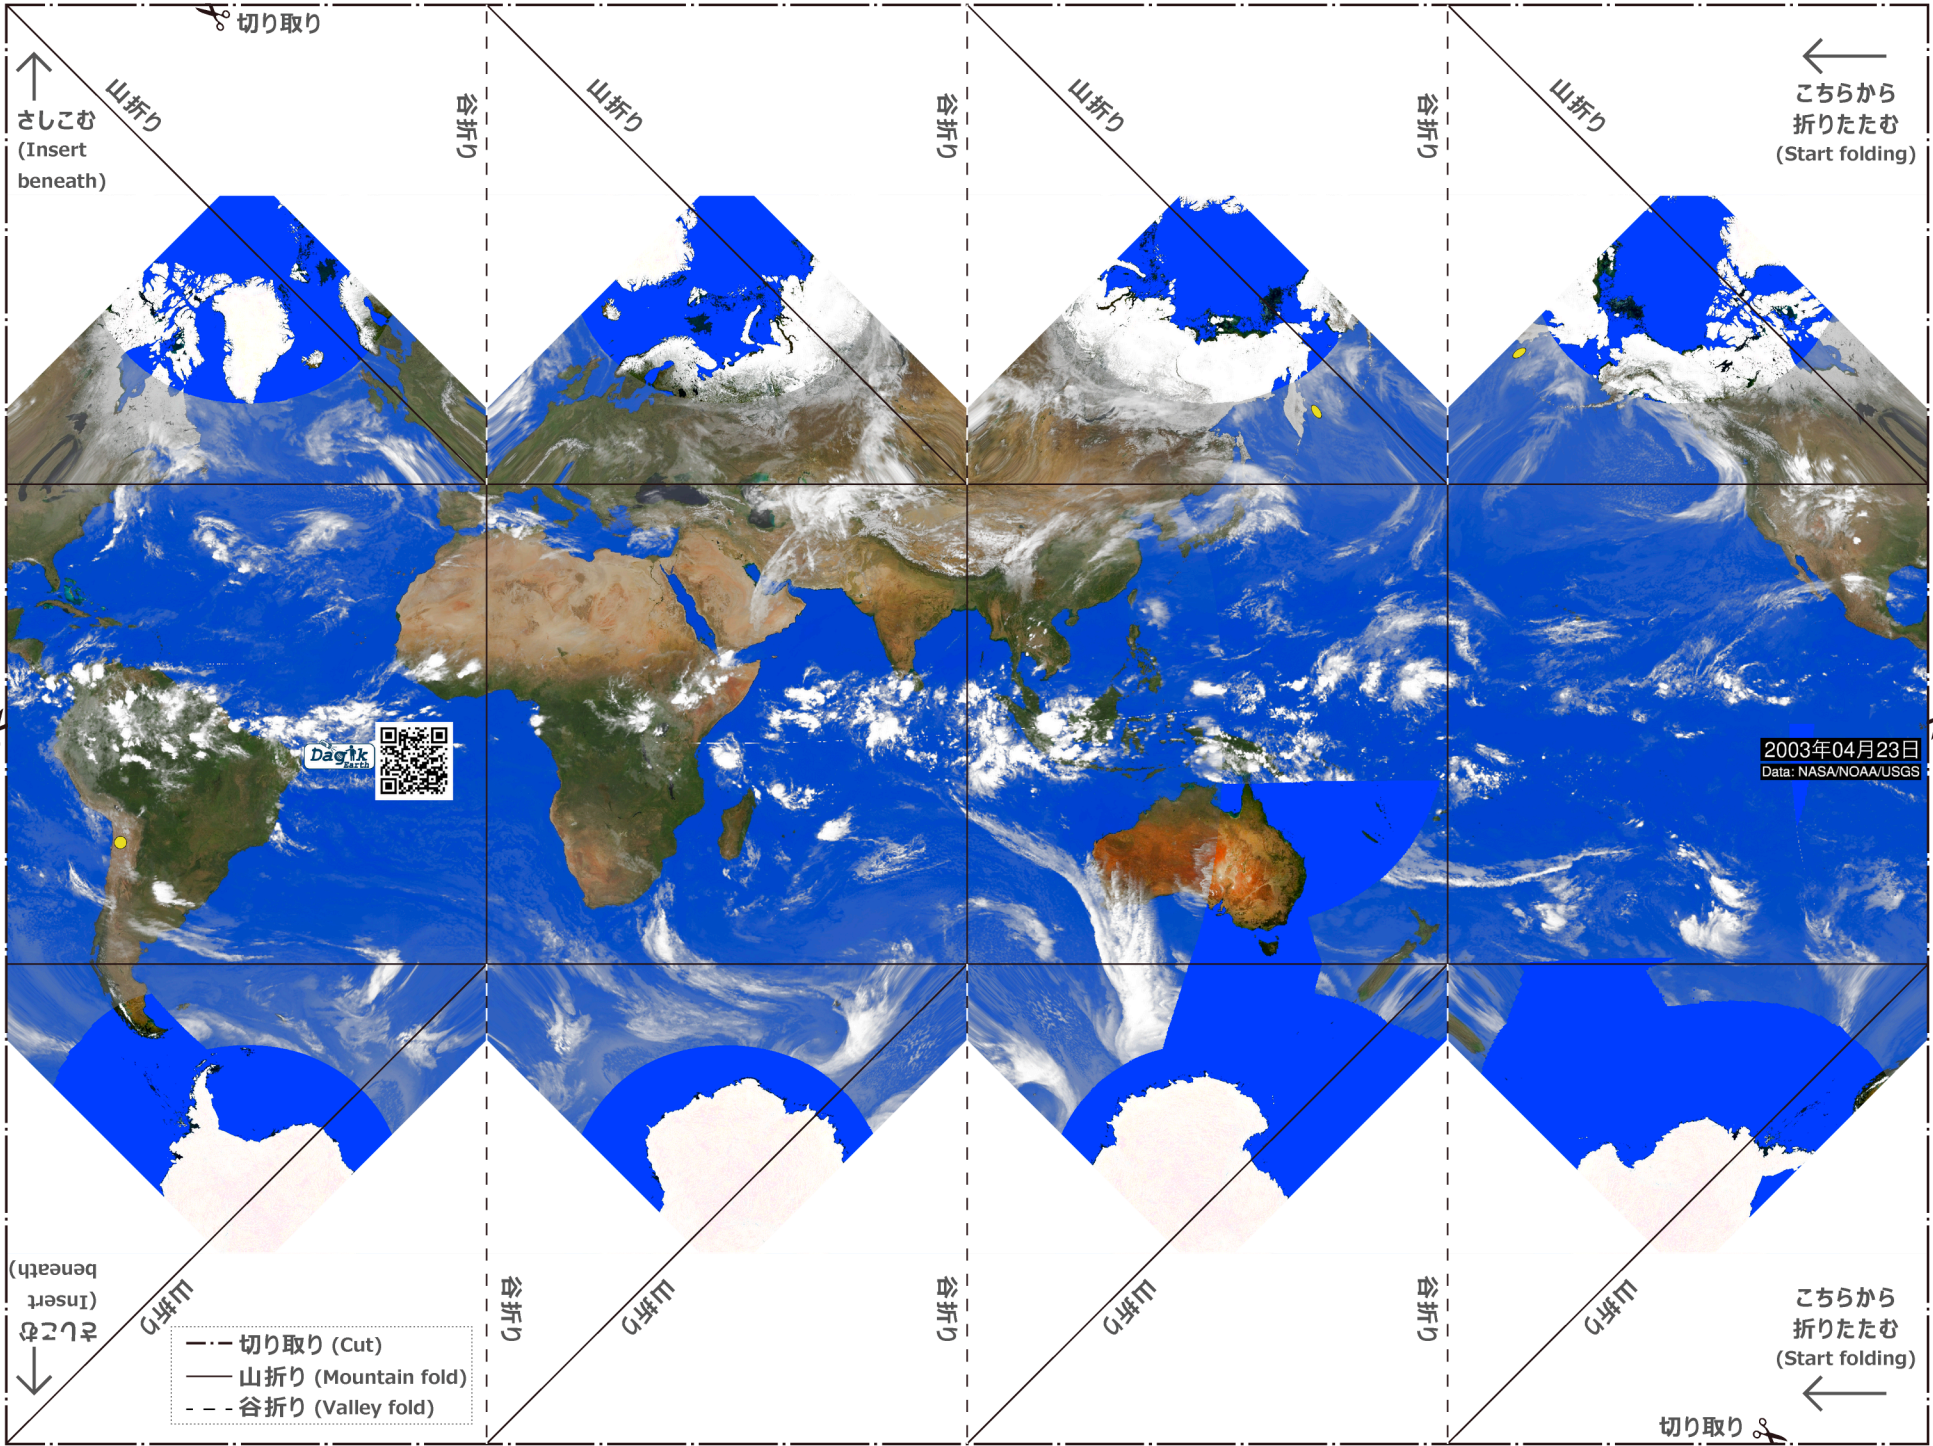 切り取り
山折り
谷折り
山折り
谷折り
山折り
谷折り
山折り
さしこむ
(Insert
beneath)
こちらから
折りたたむ
(Start folding)
Dagik
Earth
2003年04月23日
Data: NASA/NOAA/USGS
さしこむ
(Insert
beneath)
山折り
谷折り
山折り
谷折り
山折り
谷折り
山折り
こちらから
折りたたむ
(Start folding)
切り取り (Cut)
山折り (Mountain fold)
谷折り (Valley fold)
切り取り